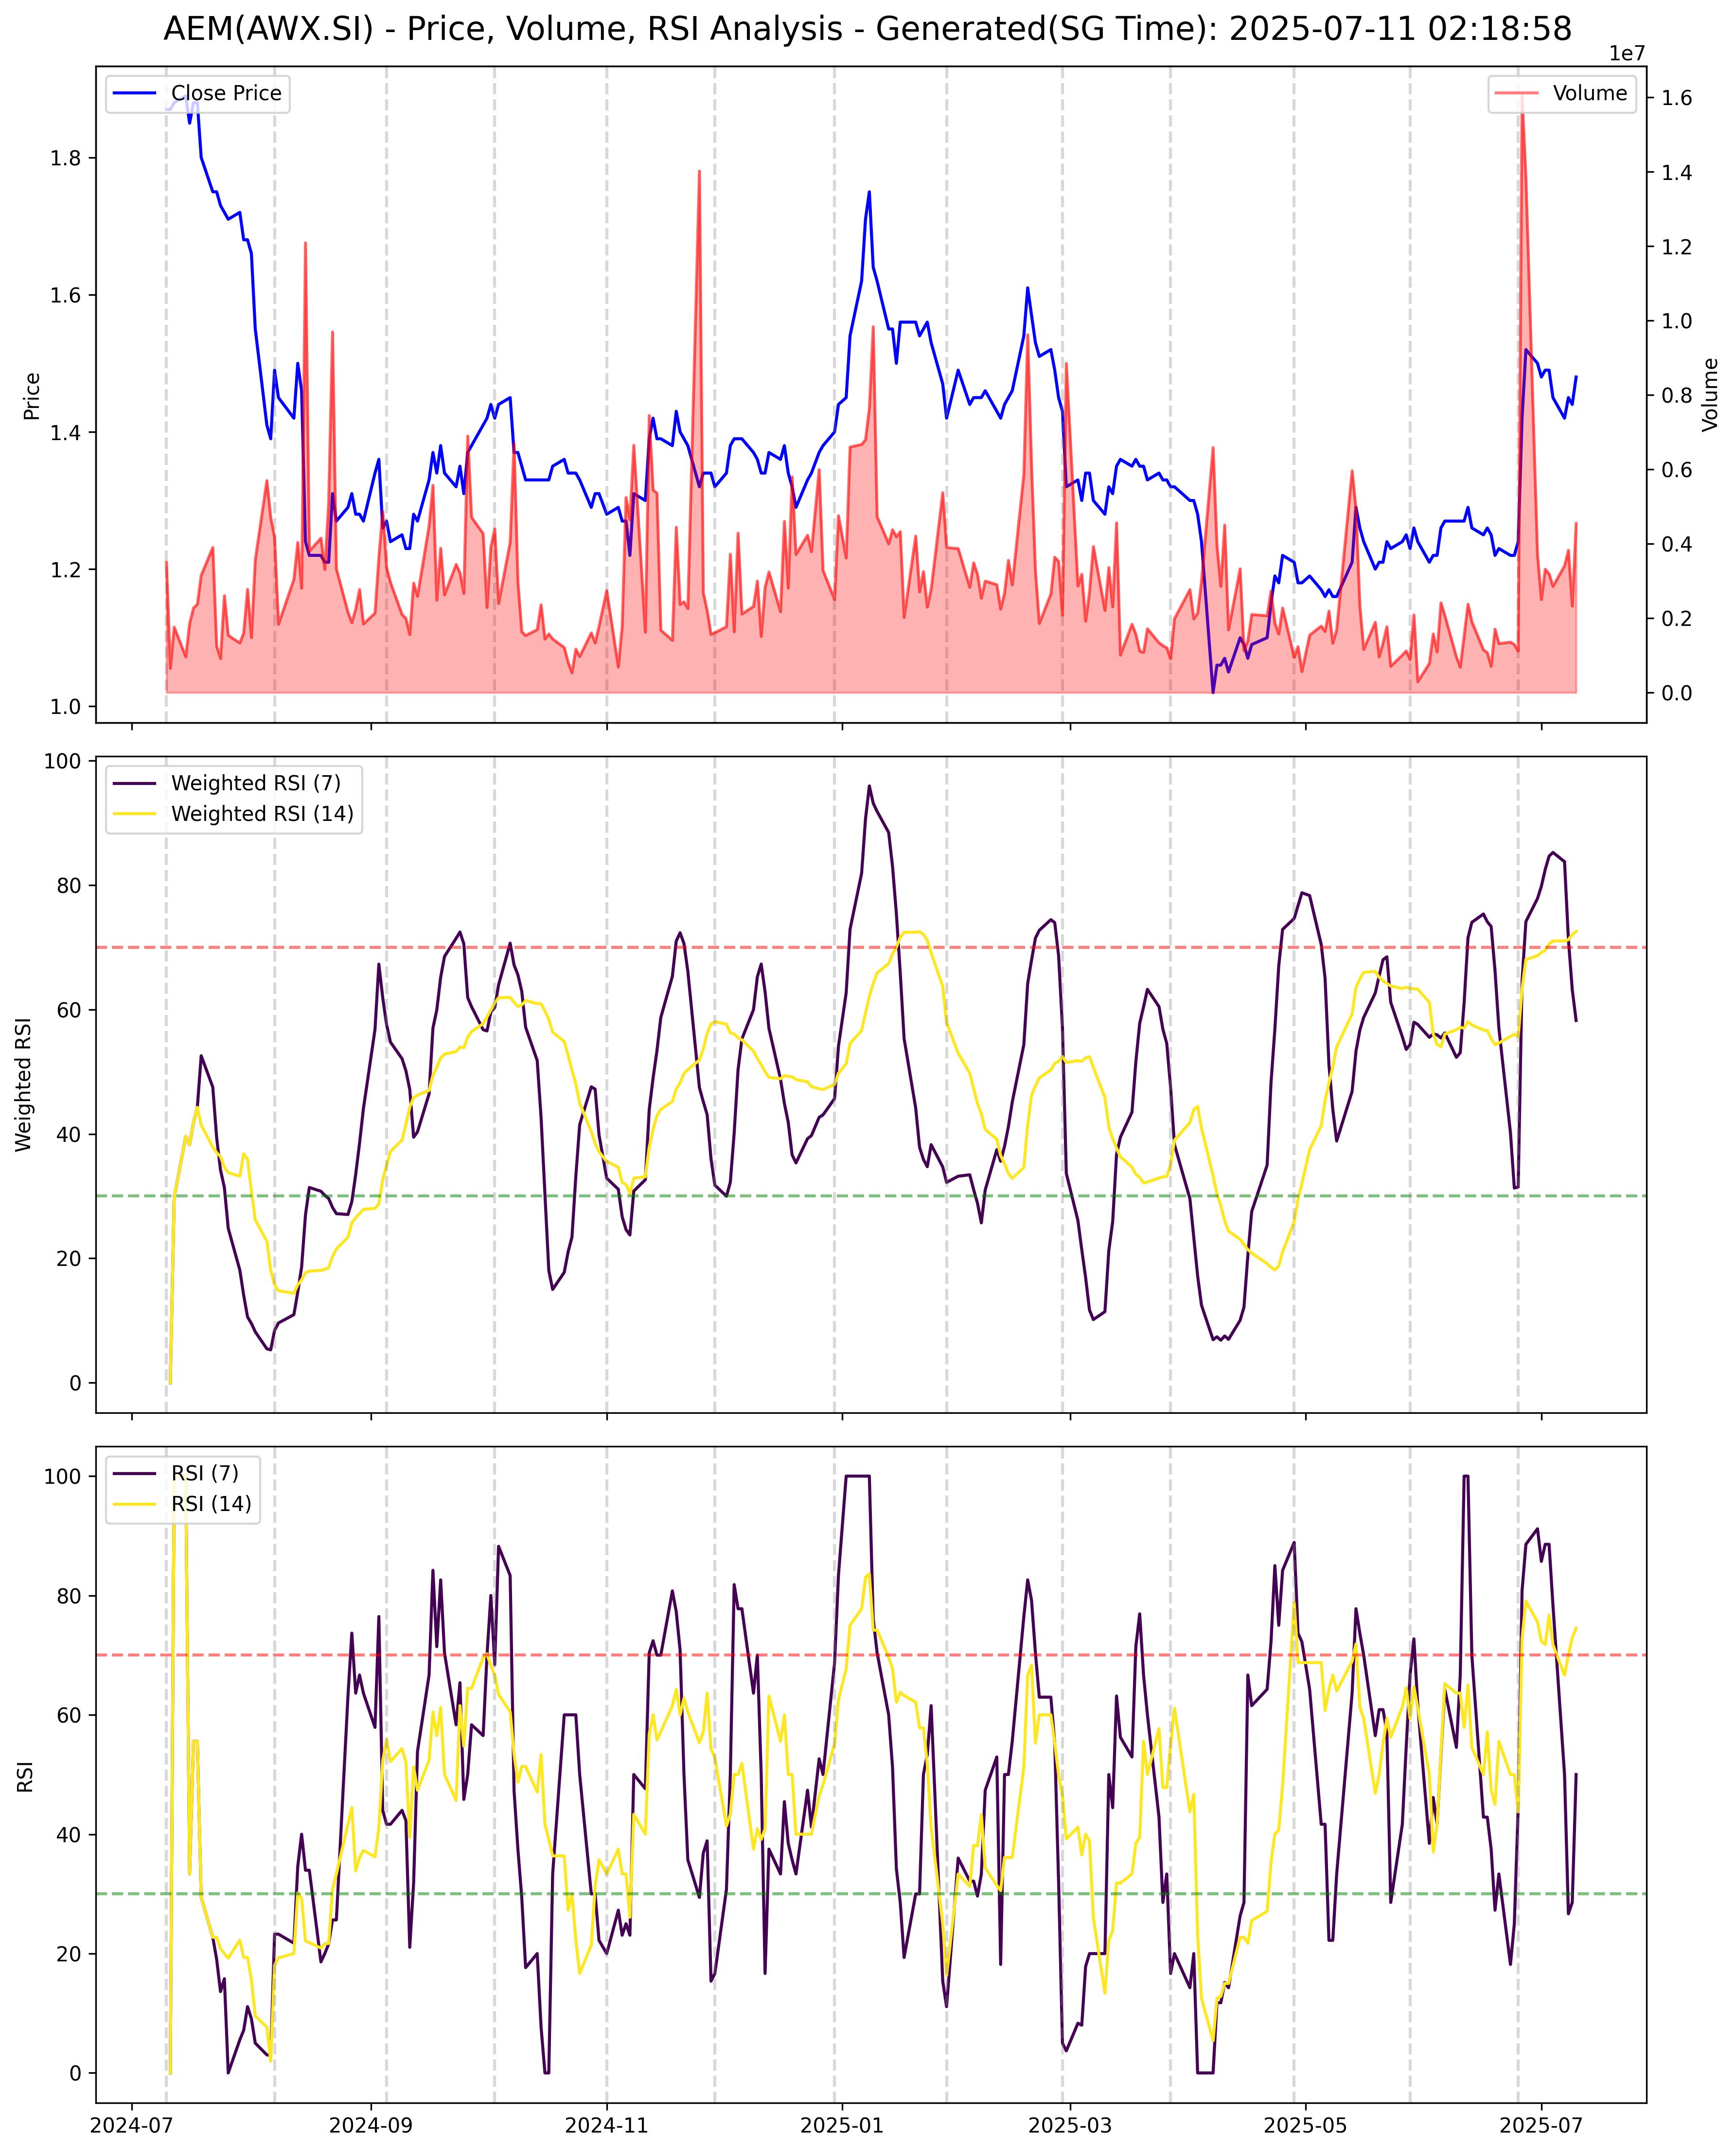 AEM(AWX.SI) - Price, Volume, RSI Analysis - Generated(SG Time): 2025-07-11 02:18:58
1e7
Close Price
Volume
1.8
1.6
1.4
1.2
1.0
Price
1.6
1.4
1.2
1.0
0.8
0.6
0.4
0.2
0.0
Volume
Weighted RSI (7)
Weighted RSI (14)
100
80
60
40
20
0
Weighted RSI
RSI (7)
RSI (14)
100
80
60
40
20
0
RSI
2024-07
2024-09
2024-11
2025-01
2025-03
2025-05
2025-07